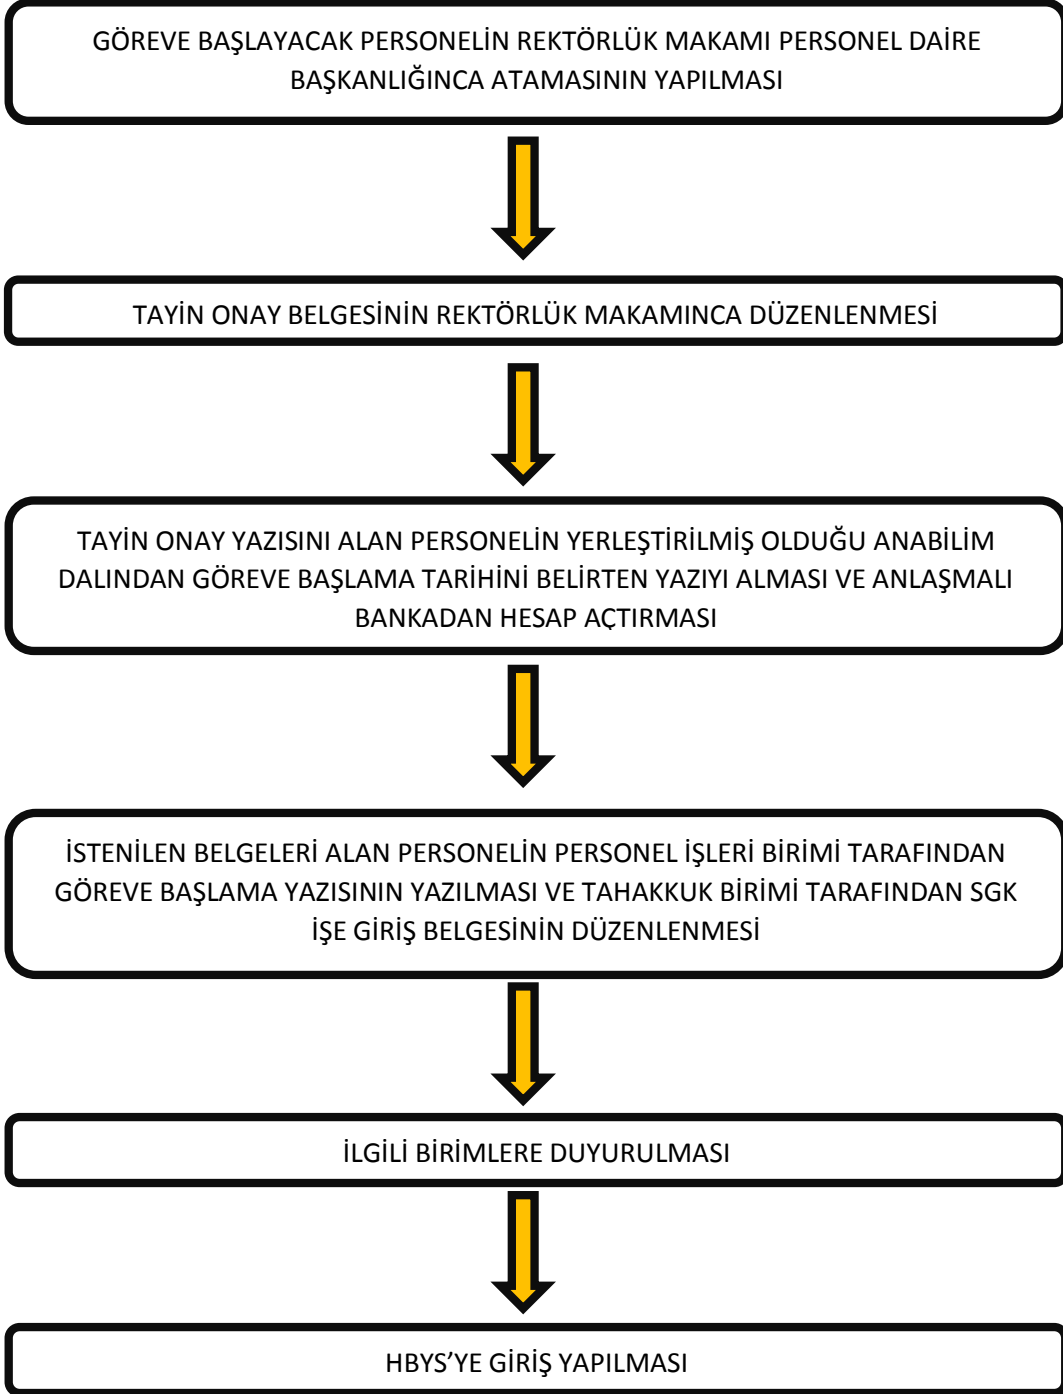 GÖREVE BAŞLAYACAK PERSONELİN REKTÖRLÜK MAKAMI PERSONEL DAİRE
BAŞKANLIĞINCA ATAMASININ YAPILMASI
TAYİN ONAY BELGESİNİN REKTÖRLÜK MAKAMINCA DÜZENLENMESİ
TAYİN ONAY YAZISINI ALAN PERSONELİN YERLEŞTİRİLMİŞ OLDUĞU ANABİLİM
DALINDAN GÖREVE BAŞLAMA TARİHİNİ BELİRTEN YAZIYI ALMASI VE ANLAŞMALI
BANKADAN HESAP AÇTIRMASI
İSTENİLEN BELGELERİ ALAN PERSONELİN PERSONEL İŞLERİ BİRİMİ TARAFINDAN
GÖREVE BAŞLAMA YAZISININ YAZILMASI VE TAHAKKUK BİRİMİ TARAFINDAN SGK
İŞE GİRİŞ BELGESİNİN DÜZENLENMESİ
İLGİLİ BİRİMLERE DUYURULMASI
HBYS’YE GİRİŞ YAPILMASI